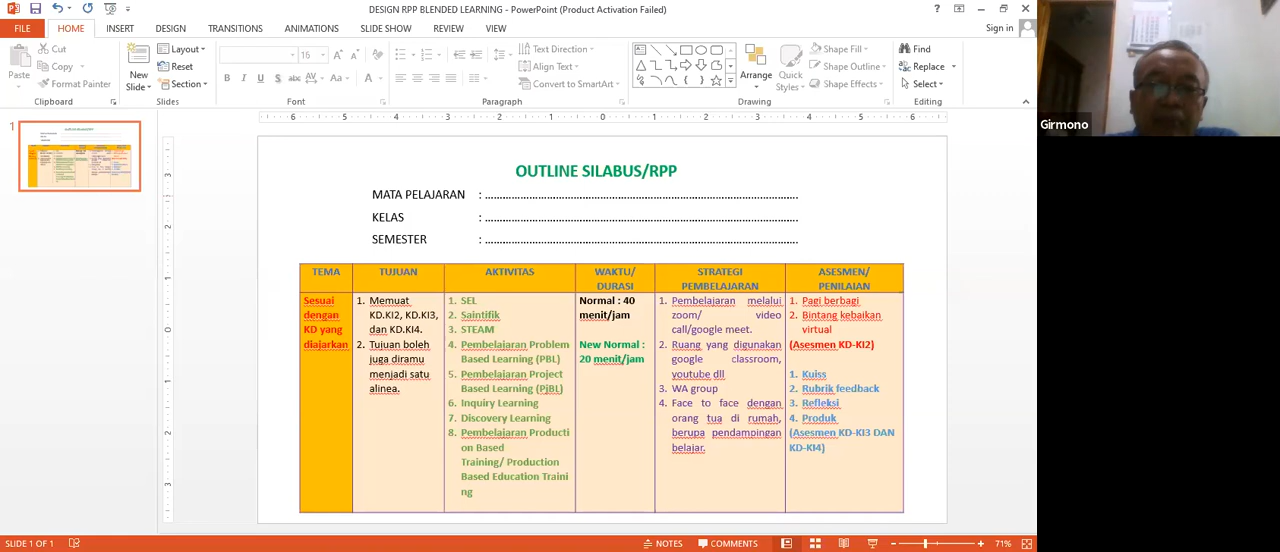 DESIGN RPP BLENDED LEARNING - PowerPoint (Product Activation Failed)
FILE HOME INSERT DESIGN TRANSITIONS ANIMATIONS SLIDE SHOW REVIEW VIEW Sign in
Cut
Copy
Format Painter
Paste
Clipboard
New
Slide
Layout
Reset
Section
Slides
16
Font
Text Direction
Align Text
Convert to SmartArt
Paragraph
Arrange
Quick
Styles
Shape Fill
Shape Outline
Shape Effects
Drawing
Find
Replace
Select
Editing
Girmono
1
OUTLINE SILABUS/RPP
MATA PELAJARAN : ................................................................................
KELAS : ................................................................................
SEMESTER : ................................................................................
TEMA
Sesuai
dengan
KD yang
diajarkan
TUJUAN
1. Memuat
KD.KI2, KD.KI3,
dan KD.KI4.
2. Tujuan boleh
juga diramu
menjadi satu
alinea.
AKTIVITAS
1. SEL
2. Saintifik
3. STEAM
4. Pembelajaran Problem
Based Learning (PBL)
5. Pembelajaran Project
Based Learning (PjBL)
6. Inquiry Learning
7. Discovery Learning
8. Pembelajaran Producti
on Based
Training/ Production
Based Education Traini
ng
WAKTU/
DURASI
Normal : 40
menit/jam
New Normal :
20 menit/jam
STRATEGI
PEMBELAJARAN
1. Pembelajaran melalui
zoom/ video
call/google meet.
2. Ruang yang digunakan
google classroom,
youtube dll
3. WA group
4. Face to face dengan
orang tua di rumah,
berupa pendampingan
belajar.
ASESMEN/
PENILAIAN
1. Pagi berbagi
2. Bintang kebaikan
virtual
(Asesmen KD-KI2)
1. Kuiss
2. Rubrik feedback
3. Refleksi
4. Produk
(Asesmen KD-KI3 DAN
KD-KI4)
SLIDE 1 OF 1 NOTES COMMENTS 71%